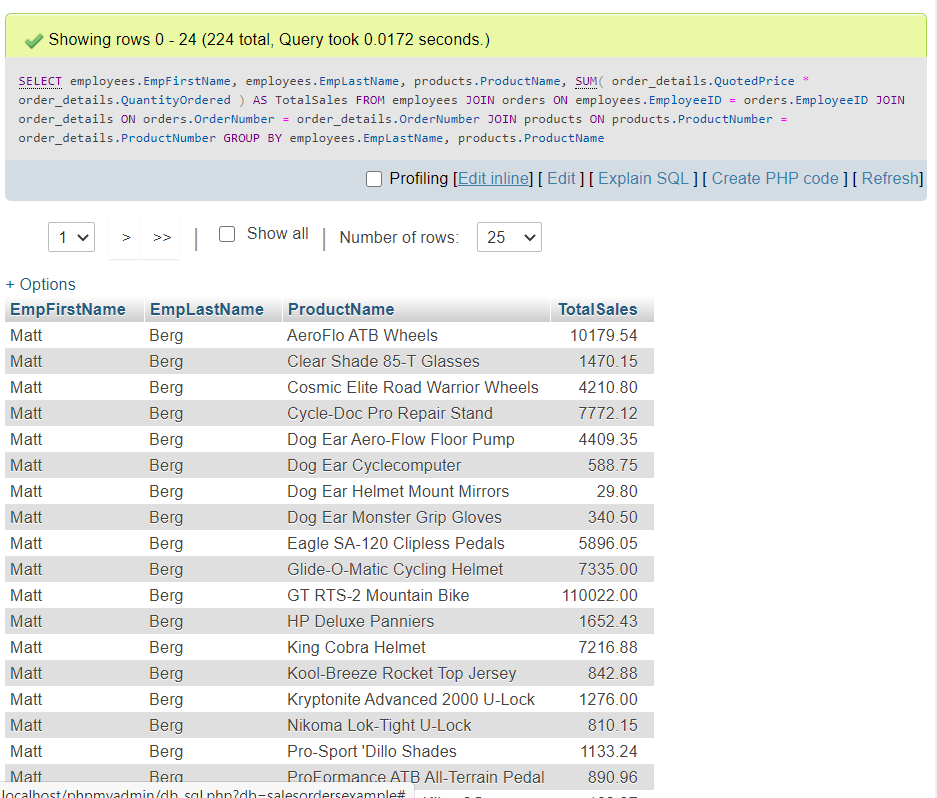 Showing rows 0 - 24 (224 total, Query took 0.0172 seconds.)
SELECT employees.EmpFirstName, employees.EmpLastName, products.ProductName, SUM( order_details.QuotedPrice *
order_details.QuantityOrdered ) AS TotalSales FROM employees JOIN orders ON employees.EmployeeID = orders.EmployeeID JOIN
order_details ON orders.OrderNumber = order_details.OrderNumber JOIN products ON products.ProductNumber =
order_details.ProductNumber GROUP BY employees.EmpLastName, products.ProductName
Profiling [Edit inline] [ Edit ] [ Explain SQL ] [ Create PHP code ] [ Refresh]
1 > >> | Show all | Number of rows: 25
+ Options
EmpFirstName EmpLastName ProductName TotalSales
Matt Berg AeroFlo ATB Wheels 10179.54
Matt Berg Clear Shade 85-T Glasses 1470.15
Matt Berg Cosmic Elite Road Warrior Wheels 4210.80
Matt Berg Cycle-Doc Pro Repair Stand 7772.12
Matt Berg Dog Ear Aero-Flow Floor Pump 4409.35
Matt Berg Dog Ear Cyclecomputer 588.75
Matt Berg Dog Ear Helmet Mount Mirrors 29.80
Matt Berg Dog Ear Monster Grip Gloves 340.50
Matt Berg Eagle SA-120 Clipless Pedals 5896.05
Matt Berg Glide-O-Matic Cycling Helmet 7335.00
Matt Berg GT RTS-2 Mountain Bike 110022.00
Matt Berg HP Deluxe Panniers 1652.43
Matt Berg King Cobra Helmet 7216.88
Matt Berg Kool-Breeze Rocket Top Jersey 842.88
Matt Berg Kryptonite Advanced 2000 U-Lock 1276.00
Matt Berg Nikoma Lok-Tight U-Lock 810.15
Matt Berg Pro-Sport 'Dillo Shades 1133.24
Matt Berg ProFormance ATB All-Terrain Pedal 890.96
localhost/phpmyadmin/db_sql.php?db=salesordersexample#